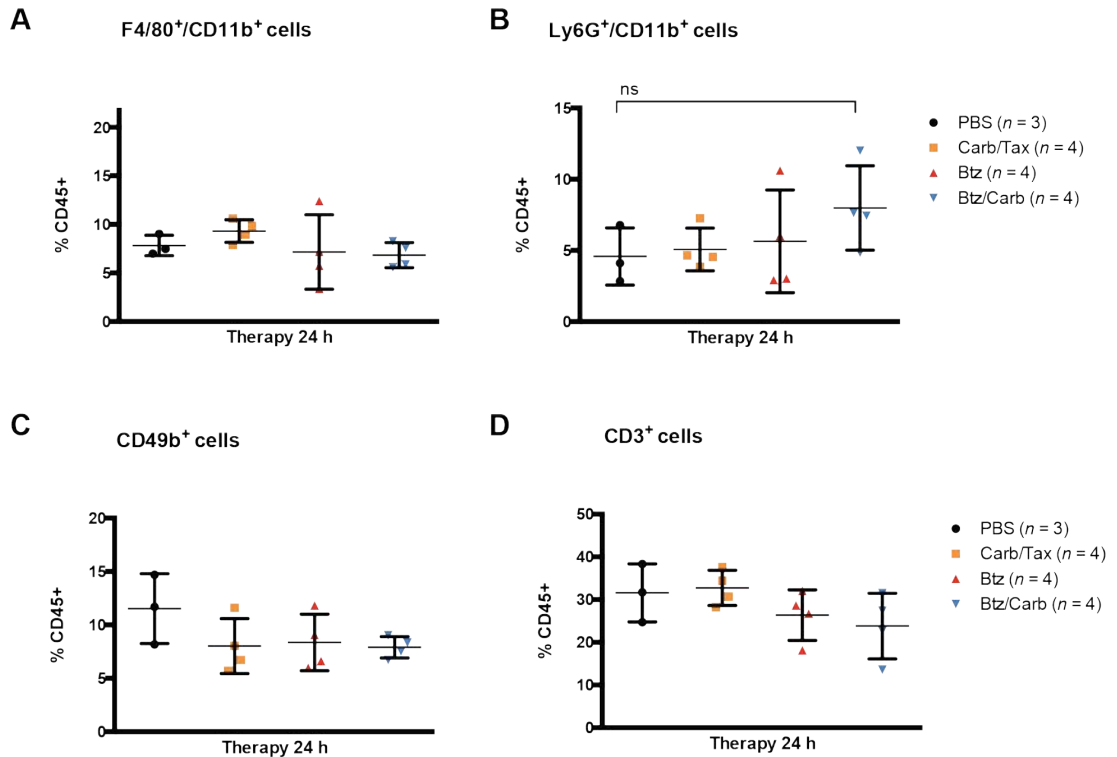 A
F4/80⁺/CD11b⁺ cells
20
15
10
5
0
% CD45+
Therapy 24 h
B
Ly6G⁺/CD11b⁺ cells
ns
15
10
5
0
% CD45+
Therapy 24 h
PBS (n = 3)
Carb/Tax (n = 4)
Btz (n = 4)
Btz/Carb (n = 4)
C
CD49b⁺ cells
20
15
10
5
0
% CD45+
Therapy 24 h
D
CD3⁺ cells
50
40
30
20
10
0
% CD45+
Therapy 24 h
PBS (n = 3)
Carb/Tax (n = 4)
Btz (n = 4)
Btz/Carb (n = 4)